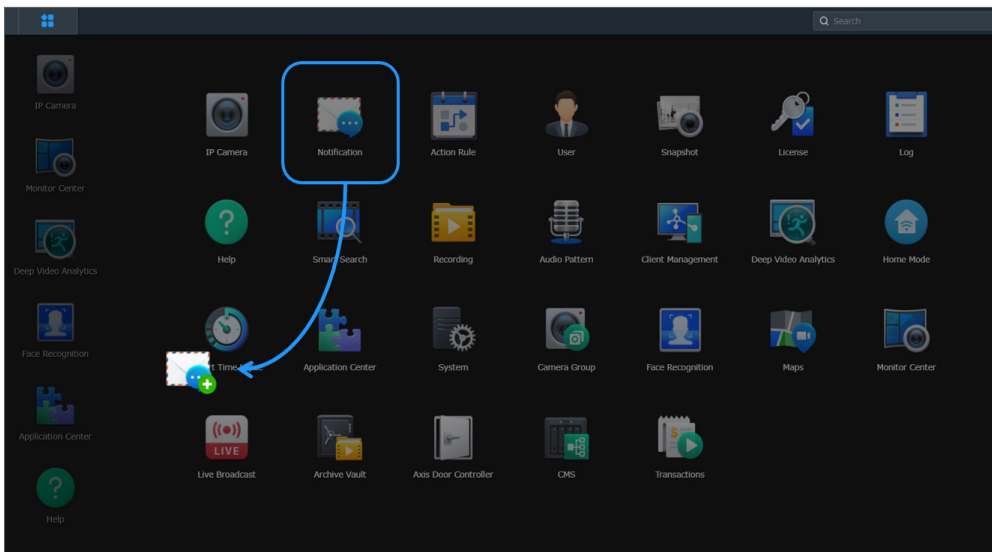 Search
IP Camera
Monitor Center
Deep Video Analytics
Face Recognition
Application Center
Help
IP Camera
Notification
Action Rule
User
Snapshot
License
Log
Help
Smart Search
Recording
Audio Pattern
Client Management
Deep Video Analytics
Home Mode
Application Center
System
Camera Group
Face Recognition
Maps
Monitor Center
LIVE
Live Broadcast
Archive Vault
Axis Door Controller
CMS
Transactions